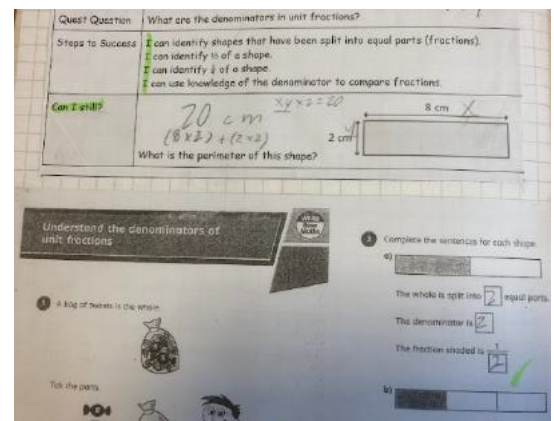 Quest Question
What are the denominators in unit fractions?
Steps to Success
I can identify shapes that have been split into equal parts (fractions).
I can identify ½ of a shape.
I can identify of a shape.
I can use knowledge of the denominator to compare fractions.
Can I still?
20 cm
(8x2) + (2x2)
What is the perimeter of this shape?
8 cm X
2 cm
Understand the denominators of
unit fractions
White
Rose
Maths
1 A bag of sweets is the whole.
Tick the parts.
2 Complete the sentences for each shape.
a)
The whole is split into 2 equal parts.
The denominator is 2
The fraction shaded is 1/2
b)